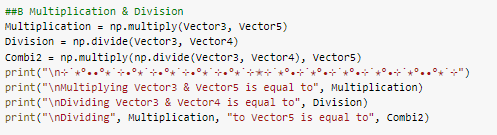 ##B Multiplication & Division
Multiplication = np.multiply(Vector3, Vector5)
Division = np.divide(Vector3, Vector4)
Combi2 = np.multiply(np.divide(Vector3, Vector4), Vector5)
print("\n⊹˙⋆°••°⋆˙⊹•°⋆˙⊹•°⋆˙⊹•°⋆˙⊹•°⋆˙⊹⋆⊹˙⋆°•⊹˙⋆°•⊹˙⋆°•⊹˙⋆°•⊹˙⋆°••°⋆˙⊹")
print("\nMultiplying Vector3 & Vector5 is equal to", Multiplication)
print("\nDividing Vector3 & Vector4 is equal to", Division)
print("\nDividing", Multiplication, "to Vector5 is equal to", Combi2)